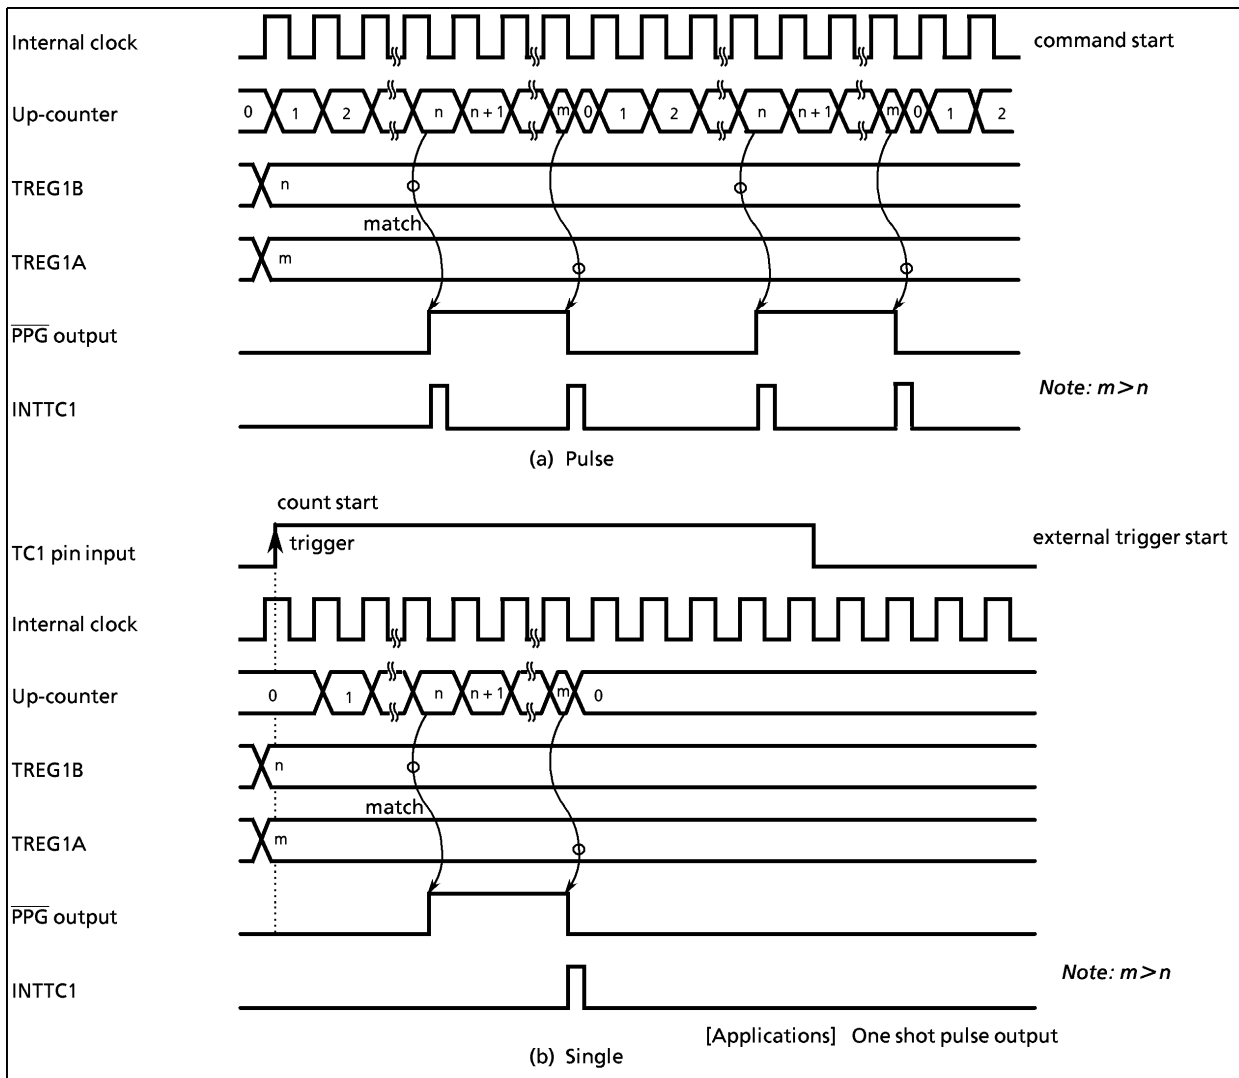 Internal clock
command start
Up-counter
0 1 2 n n + 1 m 0 1 2 n n + 1 m 0 1 2
TREG1B
n
match
TREG1A
m
PPG output
Note: m>n
INTTC1
(a) Pulse
count start
trigger
TC1 pin input
external trigger start
Internal clock
Up-counter
0 1 n n + 1 m 0
TREG1B
n
match
TREG1A
m
PPG output
Note: m>n
INTTC1
[Applications] One shot pulse output
(b) Single